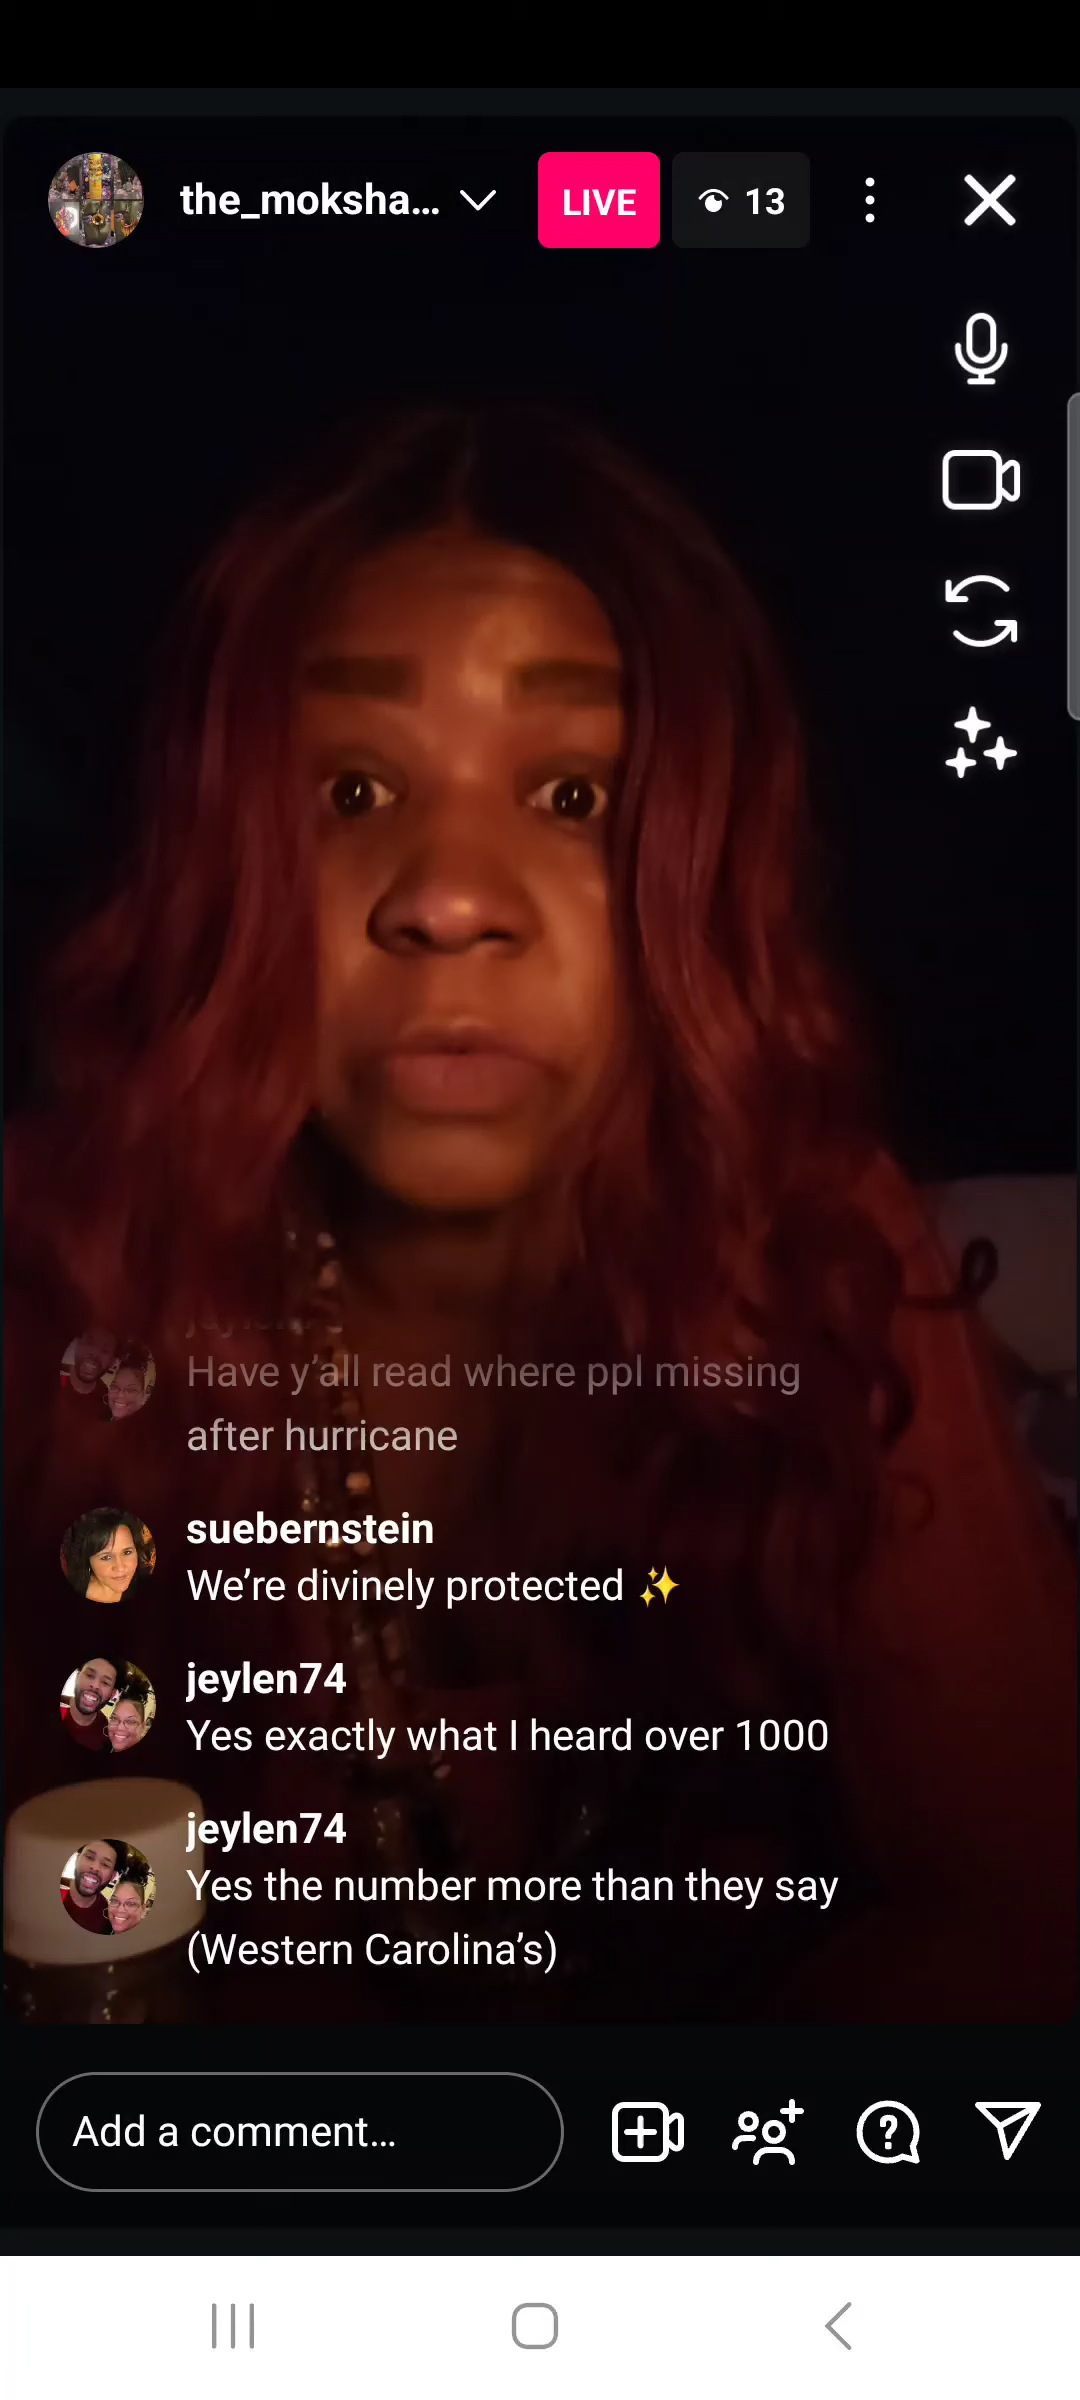 the_moksha...
LIVE
13
Have y’all read where ppl missing
after hurricane
suebernstein
We’re divinely protected ✨
jeylen74
Yes exactly what I heard over 1000
jeylen74
Yes the number more than they say
(Western Carolina’s)
Add a comment...